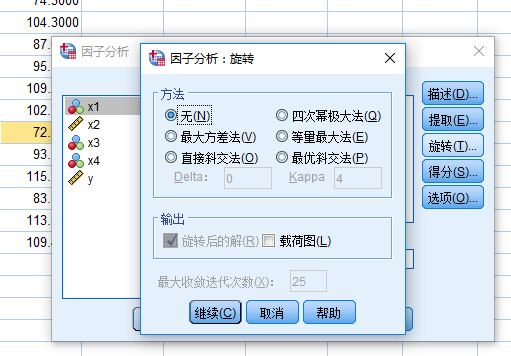 74.3000
104.3000
87.
95.
109.
102.
72.
93.
115.
83.
113.
109.4
因子分析
x1
x2
x3
x4
y
描述(D)...
提取(E)...
旋转(T)...
得分(S)...
选项(O)...
因子分析：旋转
方法
无(N) 四次幂极大法(Q)
最大方差法(V) 等量最大法(E)
直接斜交法(O) 最优斜交法(P)
Delta: 0 Kappa 4
输出
旋转后的解(R) 载荷图(L)
最大收敛迭代次数(X): 25
继续(C) 取消 帮助